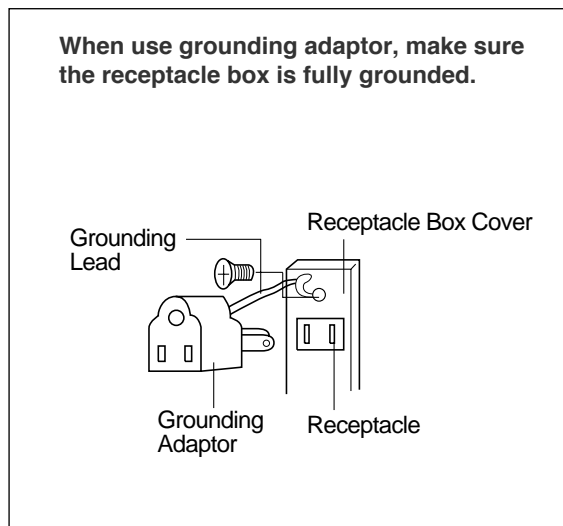 When use grounding adaptor, make sure
the receptacle box is fully grounded.
Receptacle Box Cover
Grounding
Lead
Grounding
Adaptor
Receptacle